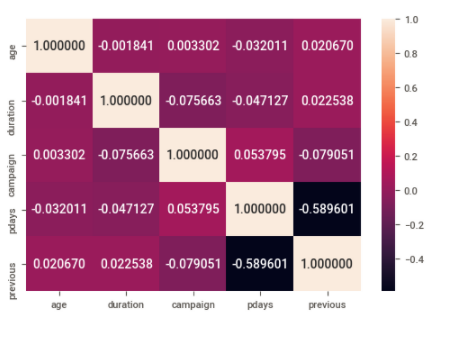 1.0
age 1.000000 -0.001841 0.003302 -0.032011 0.020670
0.8
0.6
duration -0.001841 1.000000 -0.075663 -0.047127 0.022538
0.4
campaign 0.003302 -0.075663 1.000000 0.053795 -0.079051
0.2
0.0
pdays -0.032011 -0.047127 0.053795 1.000000 -0.589601
-0.2
previous 0.020670 0.022538 -0.079051 -0.589601 1.000000
-0.4
age duration campaign pdays previous